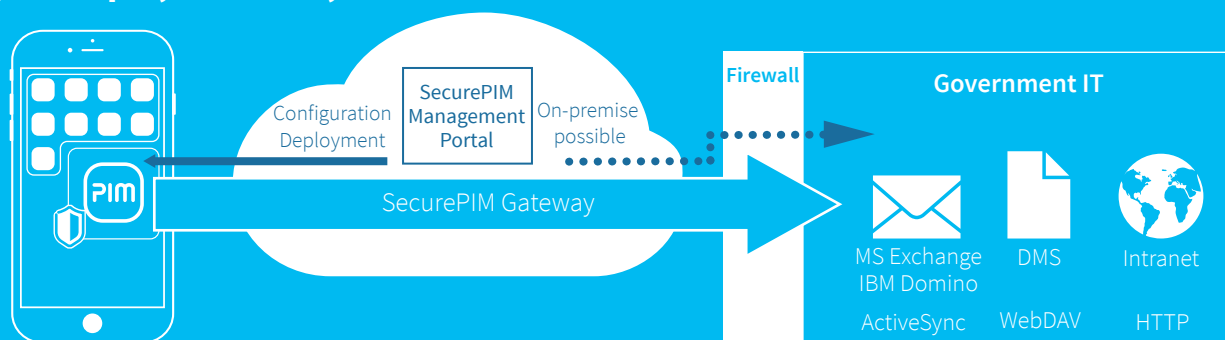 Configuration
Deployment
SecurePIM
Management
Portal
On-premise
possible
Firewall
Government IT
PIM
SecurePIM Gateway
MS Exchange
IBM Domino
DMS
Intranet
ActiveSync
WebDAV
HTTP